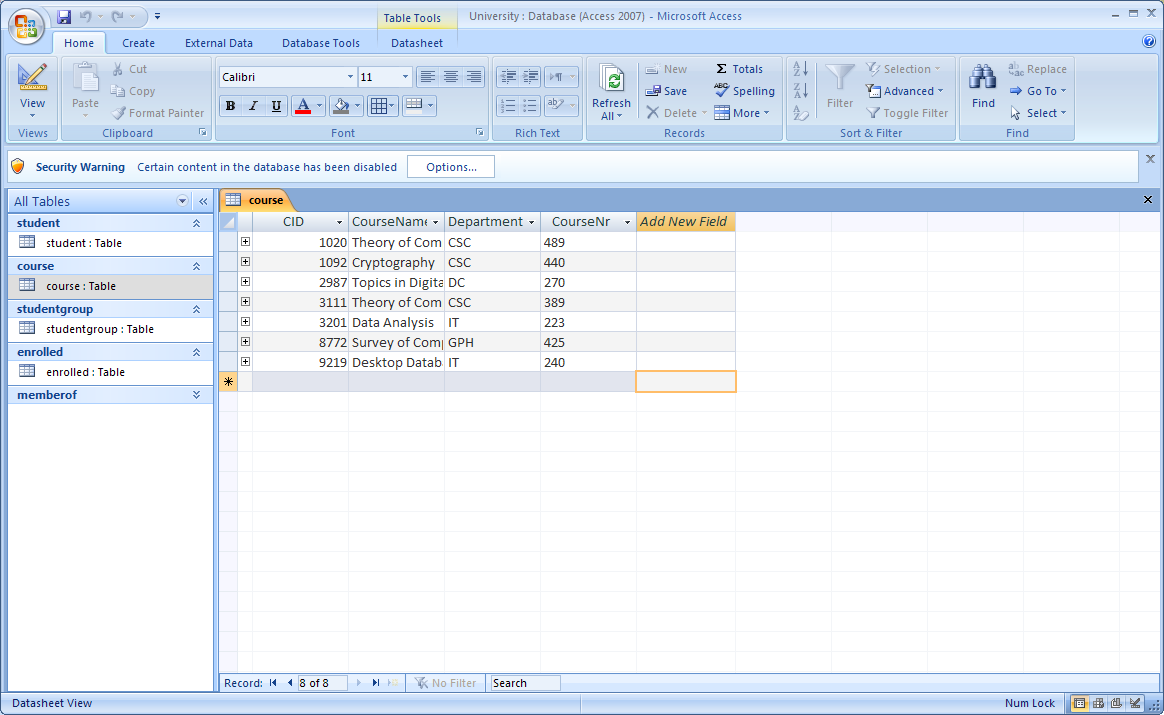 Table Tools
University : Database (Access 2007) - Microsoft Access
Home Create External Data Database Tools Datasheet
View
Views
Paste
Cut
Copy
Format Painter
Clipboard
Calibri 11
B I U A
Font
ab
Rich Text
Refresh All
New
Save
Delete
Σ Totals
ABC Spelling
More
Records
A Z
Z A
Filter
Selection
Advanced
Toggle Filter
Sort & Filter
Find
Replace
Go To
Select
Find
Security Warning Certain content in the database has been disabled Options...
All Tables «
student
student : Table
course
course : Table
studentgroup
studentgroup : Table
enrolled
enrolled : Table
memberof
course
CID CourseName Department CourseNr Add New Field
1020 Theory of Com CSC 489
1092 Cryptography CSC 440
2987 Topics in Digita DC 270
3111 Theory of Com CSC 389
3201 Data Analysis IT 223
8772 Survey of Comp GPH 425
9219 Desktop Datab IT 240
Record: 8 of 8 No Filter Search
Datasheet View Num Lock